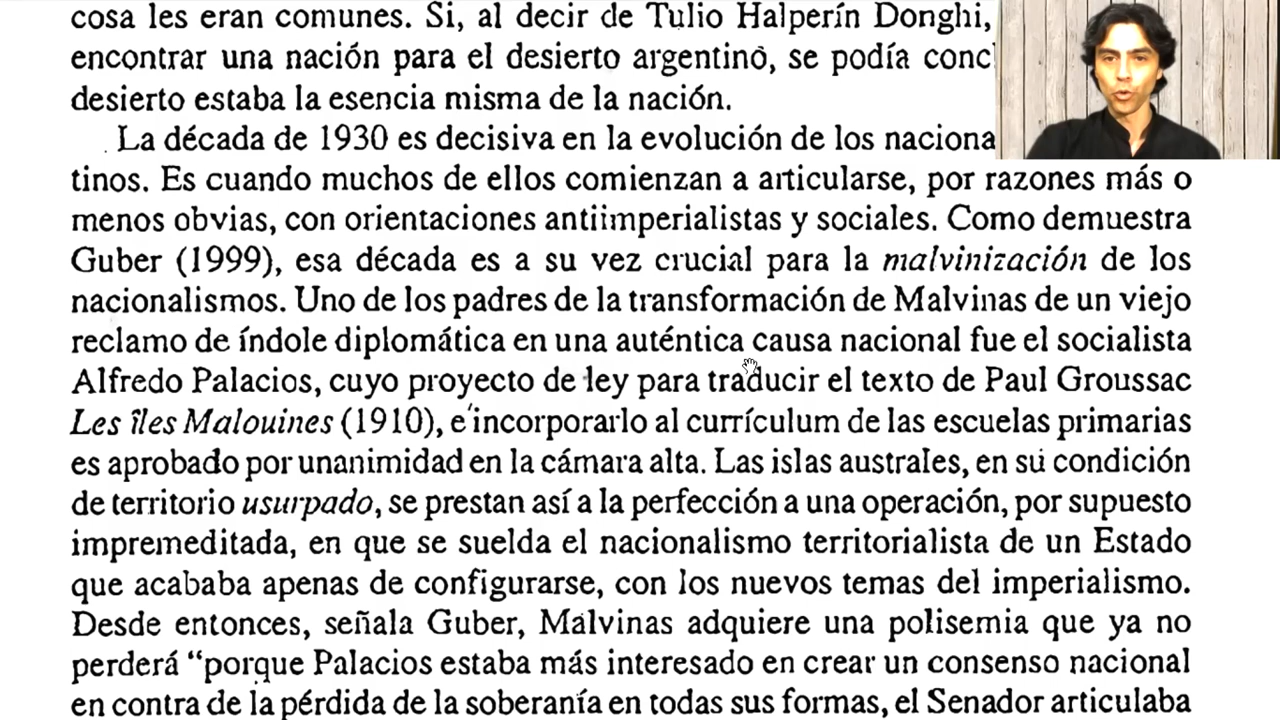 cosa les eran comunes. Si, al decir de Tulio Halperín Donghi,
encontrar una nación para el desierto argentino, se podía conc
desierto estaba la esencia misma de la nación.
La década de 1930 es decisiva en la evolución de los naciona
tinos. Es cuando muchos de ellos comienzan a articularse, por razones más o
menos obvias, con orientaciones antiimperialistas y sociales. Como demuestra
Guber (1999), esa década es a su vez crucial para la malvinización de los
nacionalismos. Uno de los padres de la transformación de Malvinas de un viejo
reclamo de índole diplomática en una auténtica causa nacional fue el socialista
Alfredo Palacios, cuyo proyecto de ley para traducir el texto de Paul Groussac
Les îles Malouines (1910), e incorporarlo al currículum de las escuelas primarias
es aprobado por unanimidad en la cámara alta. Las islas australes, en su condición
de territorio usurpado, se prestan así a la perfección a una operación, por supuesto
impremeditada, en que se suelda el nacionalismo territorialista de un Estado
que acababa apenas de configurarse, con los nuevos temas del imperialismo.
Desde entonces, señala Guber, Malvinas adquiere una polisemia que ya no
perderá “porque Palacios estaba más interesado en crear un consenso nacional
en contra de la pérdida de la soberanía en todas sus formas, el Senador articulaba